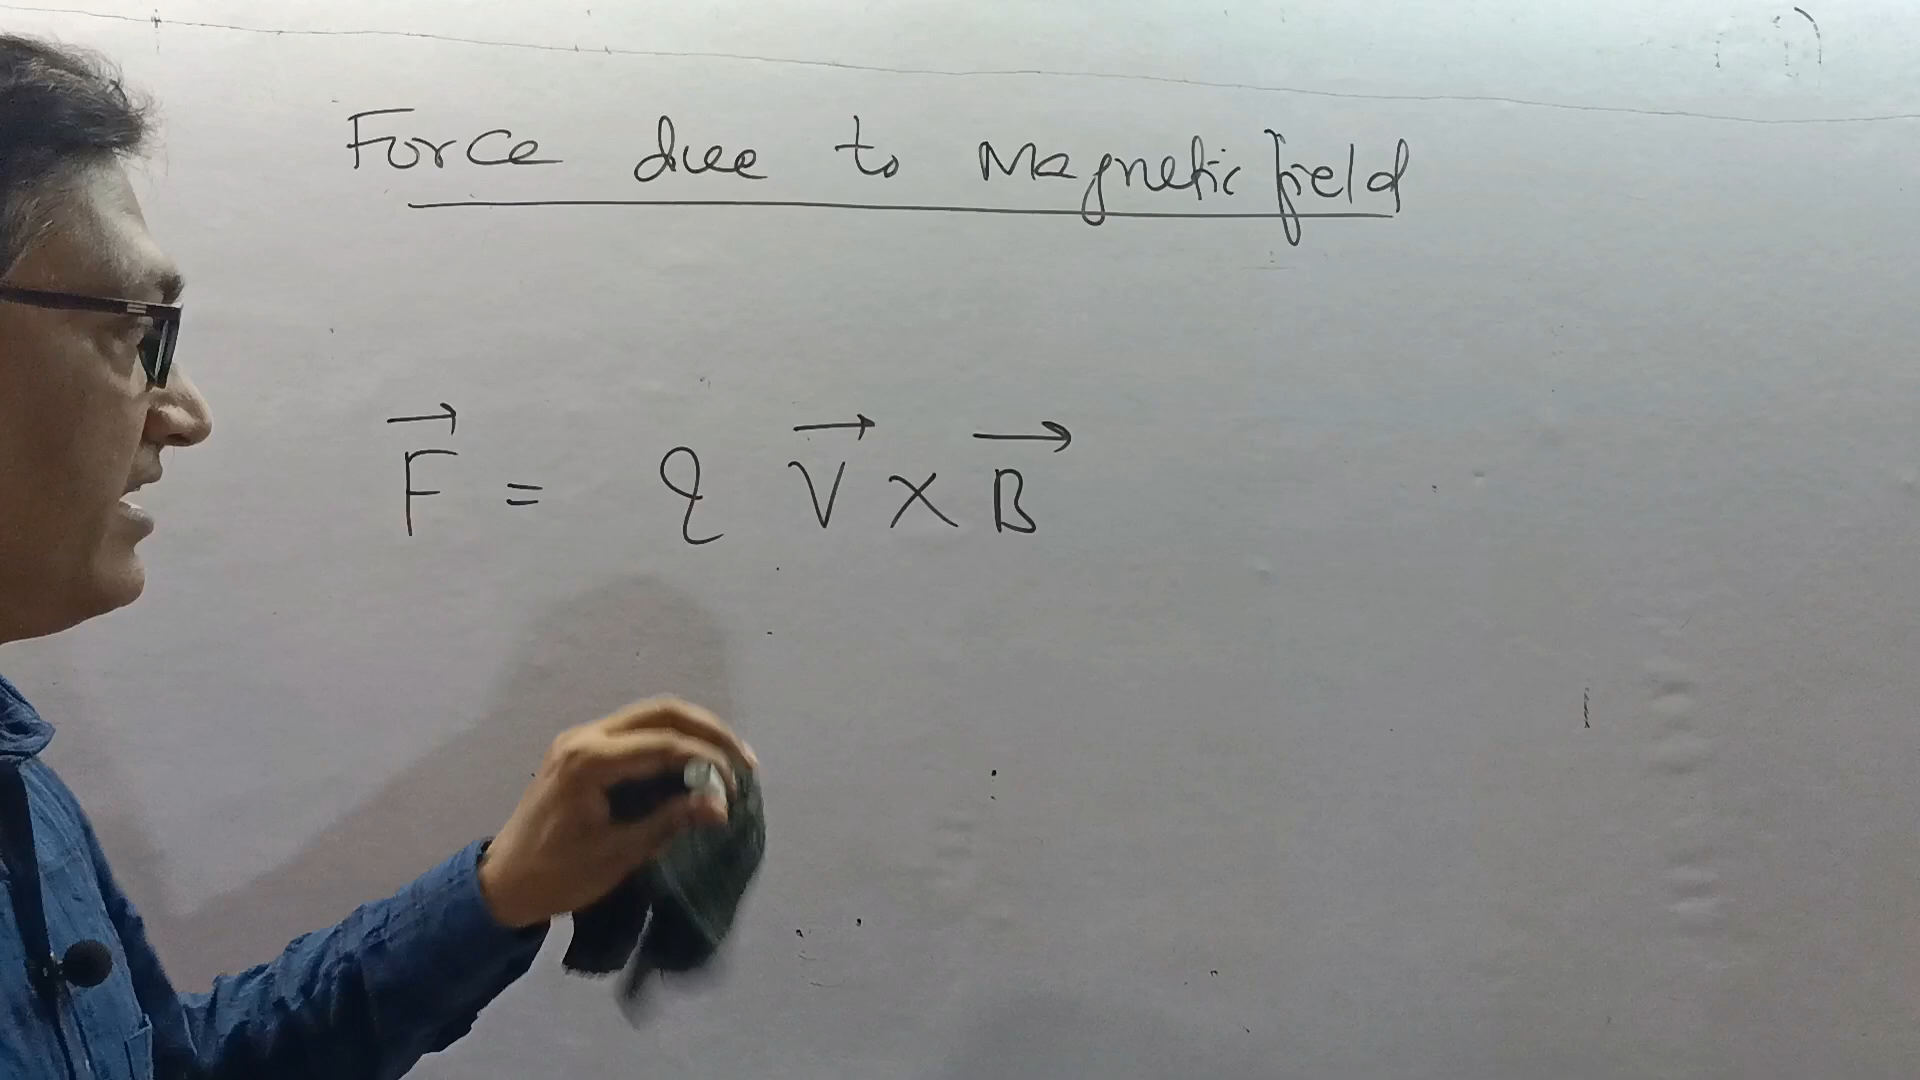 Force due to Magnetic field
F⃗ = q V⃗ × B⃗